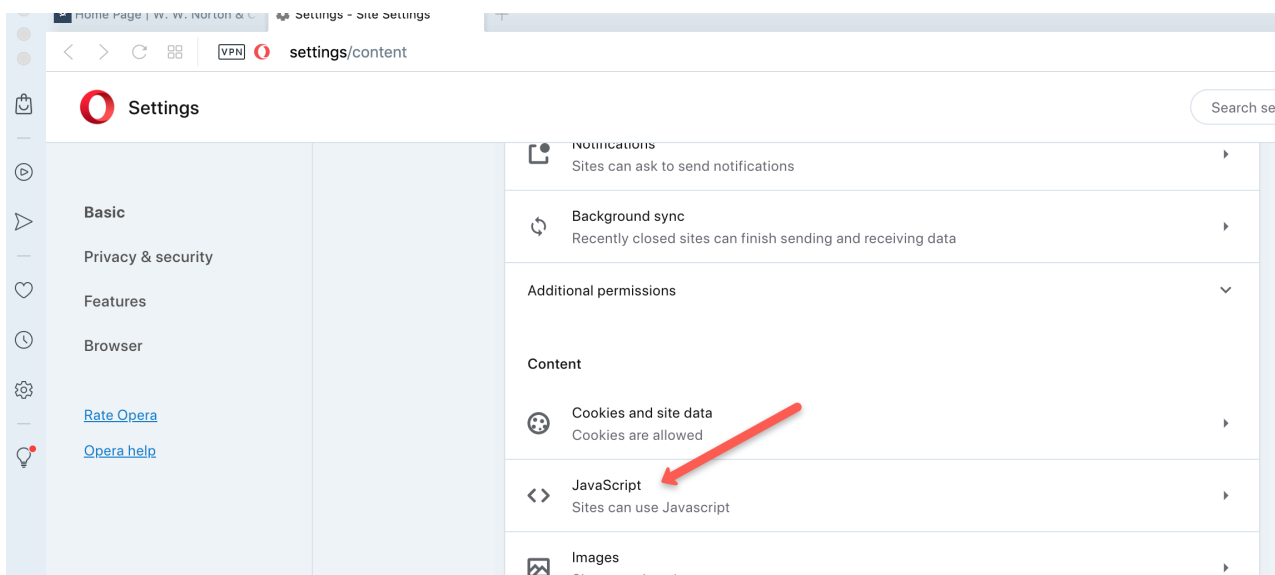 Home Page | W. W. Norton & C
Settings - Site Settings
VPN
settings/content
Settings
Search se
Notifications
Sites can ask to send notifications
Basic
Background sync
Recently closed sites can finish sending and receiving data
Privacy & security
Additional permissions
Features
Browser
Content
Rate Opera
Cookies and site data
Cookies are allowed
Opera help
JavaScript
Sites can use Javascript
Images